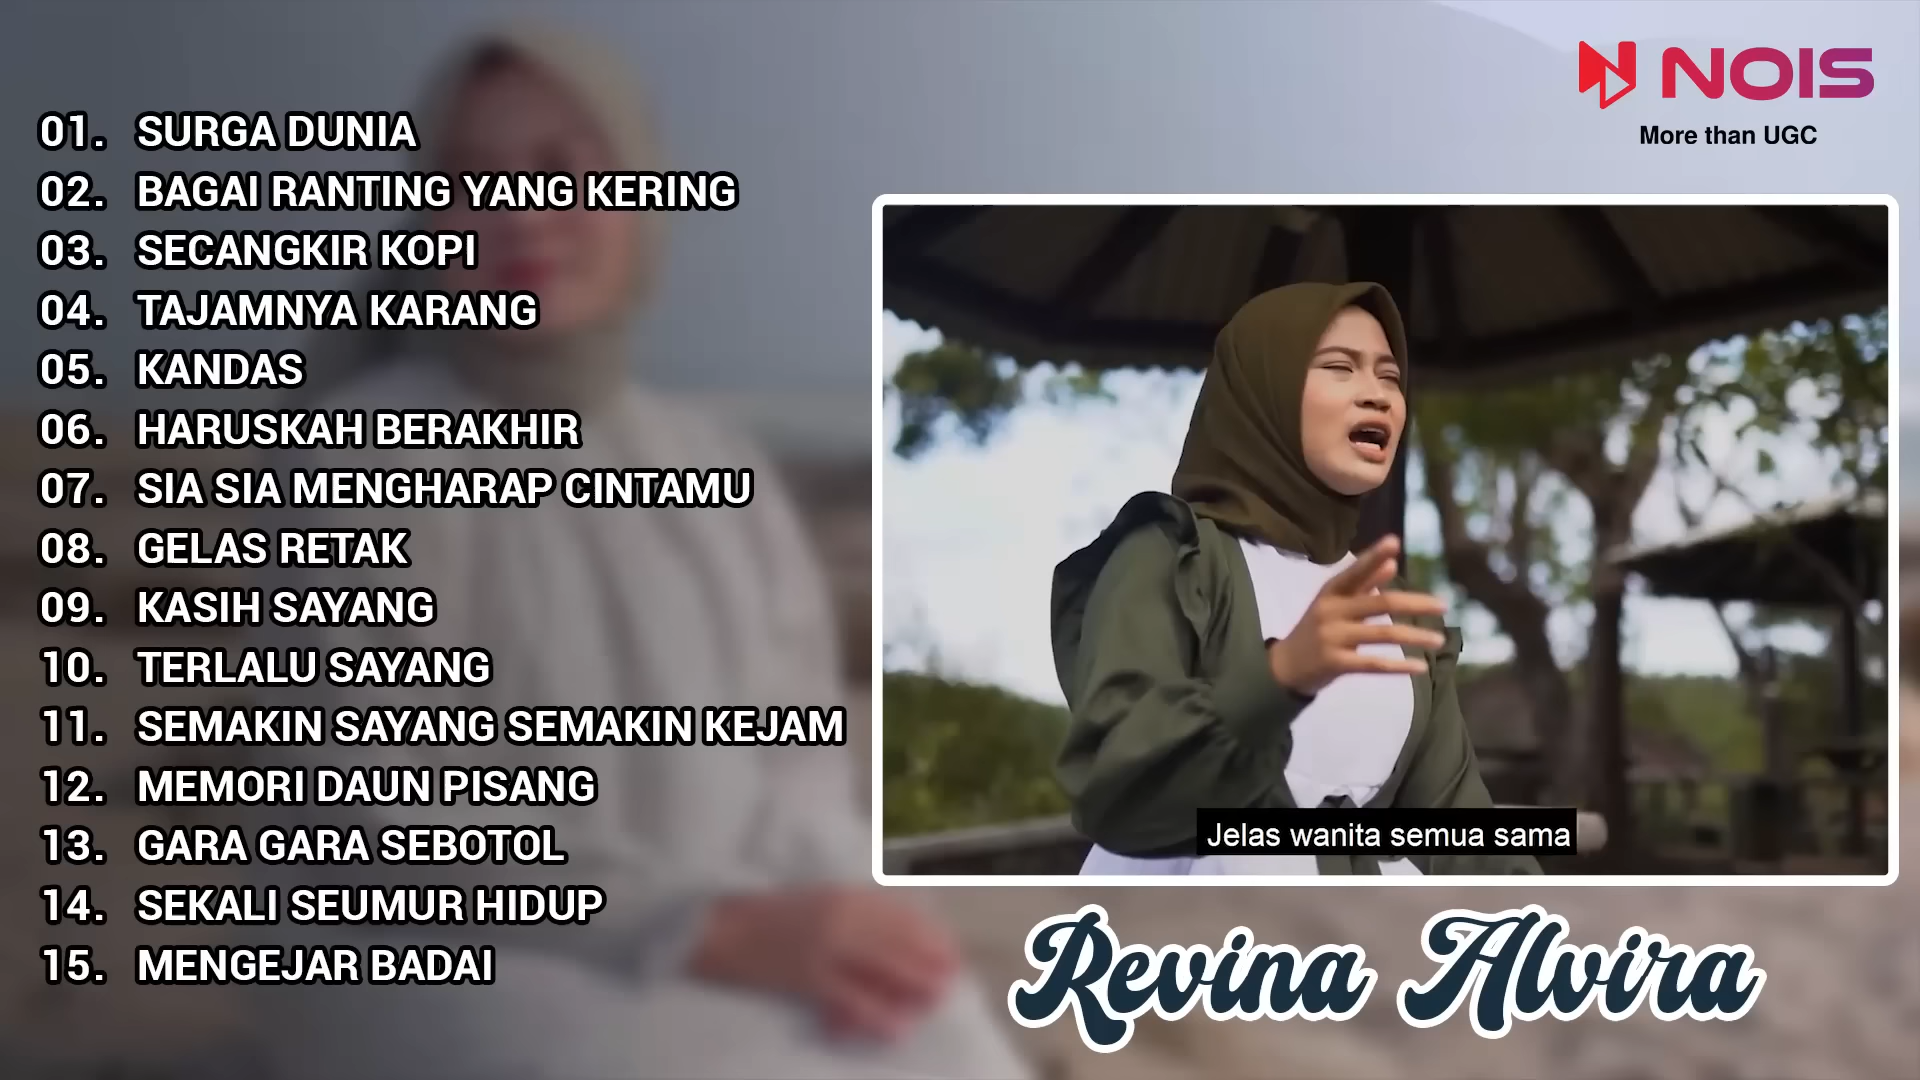 NOIS
More than UGC
01. SURGA DUNIA
02. BAGAI RANTING YANG KERING
03. SECANGKIR KOPI
04. TAJAMNYA KARANG
05. KANDAS
06. HARUSKAH BERAKHIR
07. SIA SIA MENGHARAP CINTAMU
08. GELAS RETAK
09. KASIH SAYANG
10. TERLALU SAYANG
11. SEMAKIN SAYANG SEMAKIN KEJAM
12. MEMORI DAUN PISANG
13. GARA GARA SEBOTOL
14. SEKALI SEUMUR HIDUP
15. MENGEJAR BADAI
Jelas wanita semua sama
Revina Alvira